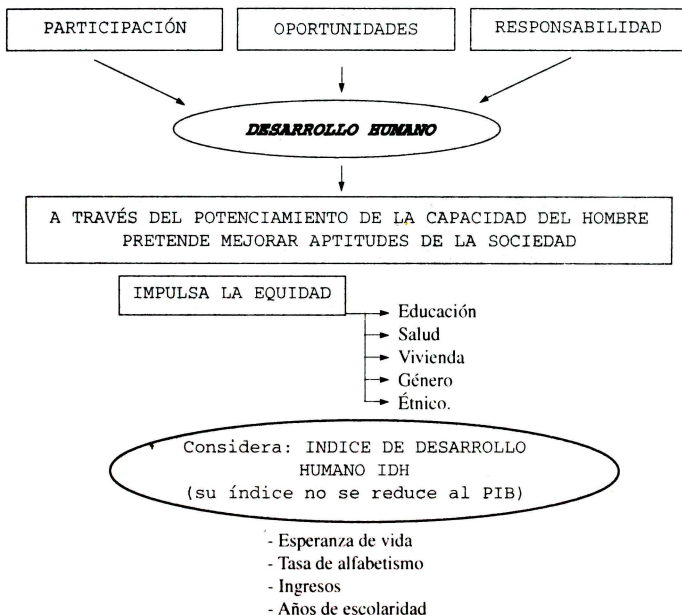 PARTICIPACIÓN
OPORTUNIDADES
RESPONSABILIDAD
DESARROLLO HUMANO
A TRAVÉS DEL POTENCIAMIENTO DE LA CAPACIDAD DEL HOMBRE
PRETENDE MEJORAR APTITUDES DE LA SOCIEDAD
IMPULSA LA EQUIDAD
Educación
Salud
Vivienda
Género
Étnico.
Considera: INDICE DE DESARROLLO
HUMANO IDH
(su índice no se reduce al PIB)
- Esperanza de vida
- Tasa de alfabetismo
- Ingresos
- Años de escolaridad